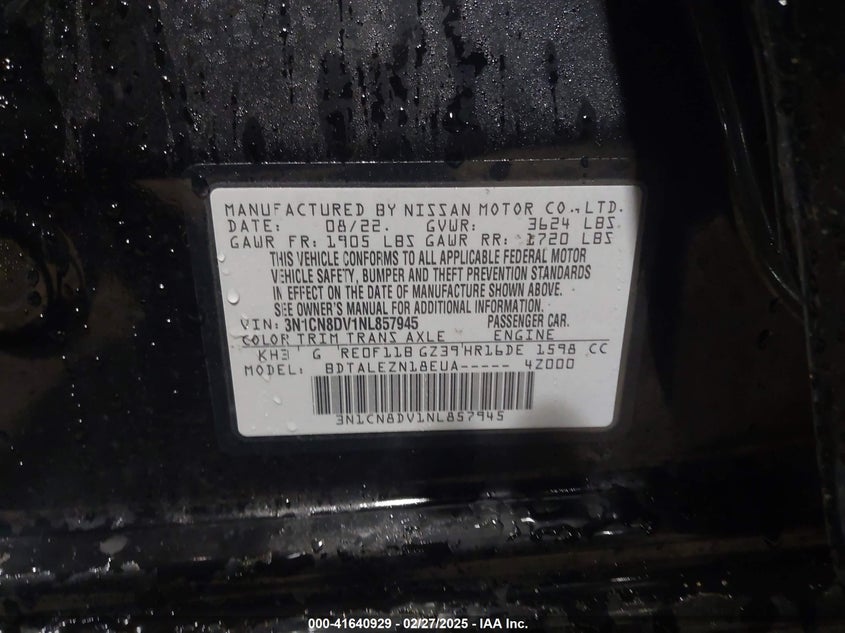 MANUFACTURED BY NISSAN MOTOR CO., LTD.
DATE: 08/22. GVWR: 3624 LBS
GAWR FR: 1905 LBS GAWR RR: 1720 LBS
THIS VEHICLE CONFORMS TO ALL APPLICABLE FEDERAL MOTOR
VEHICLE SAFETY, BUMPER AND THEFT PREVENTION STANDARDS
IN EFFECT ON THE DATE OF MANUFACTURE SHOWN ABOVE.
SEE OWNER'S MANUAL FOR ADDITIONAL INFORMATION.
VIN: 3N1CN8DV1NL857945 PASSENGER CAR.
COLOR TRIM TRANS AXLE ENGINE
KH3 G RE0F11B GZ39 HR16DE 1598 CC
MODEL: BDTALEZN18EUA----- 4Z000
3N1CN8DV1NL857945
000-41640929 – 02/27/2025 – IAA Inc.